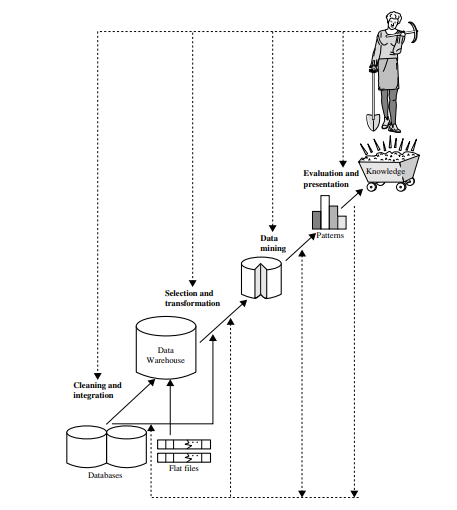 Evaluation and
presentation
Knowledge
Patterns
Data
mining
Selection and
transformation
Data
Warehouse
Cleaning and
integration
Databases
Flat files